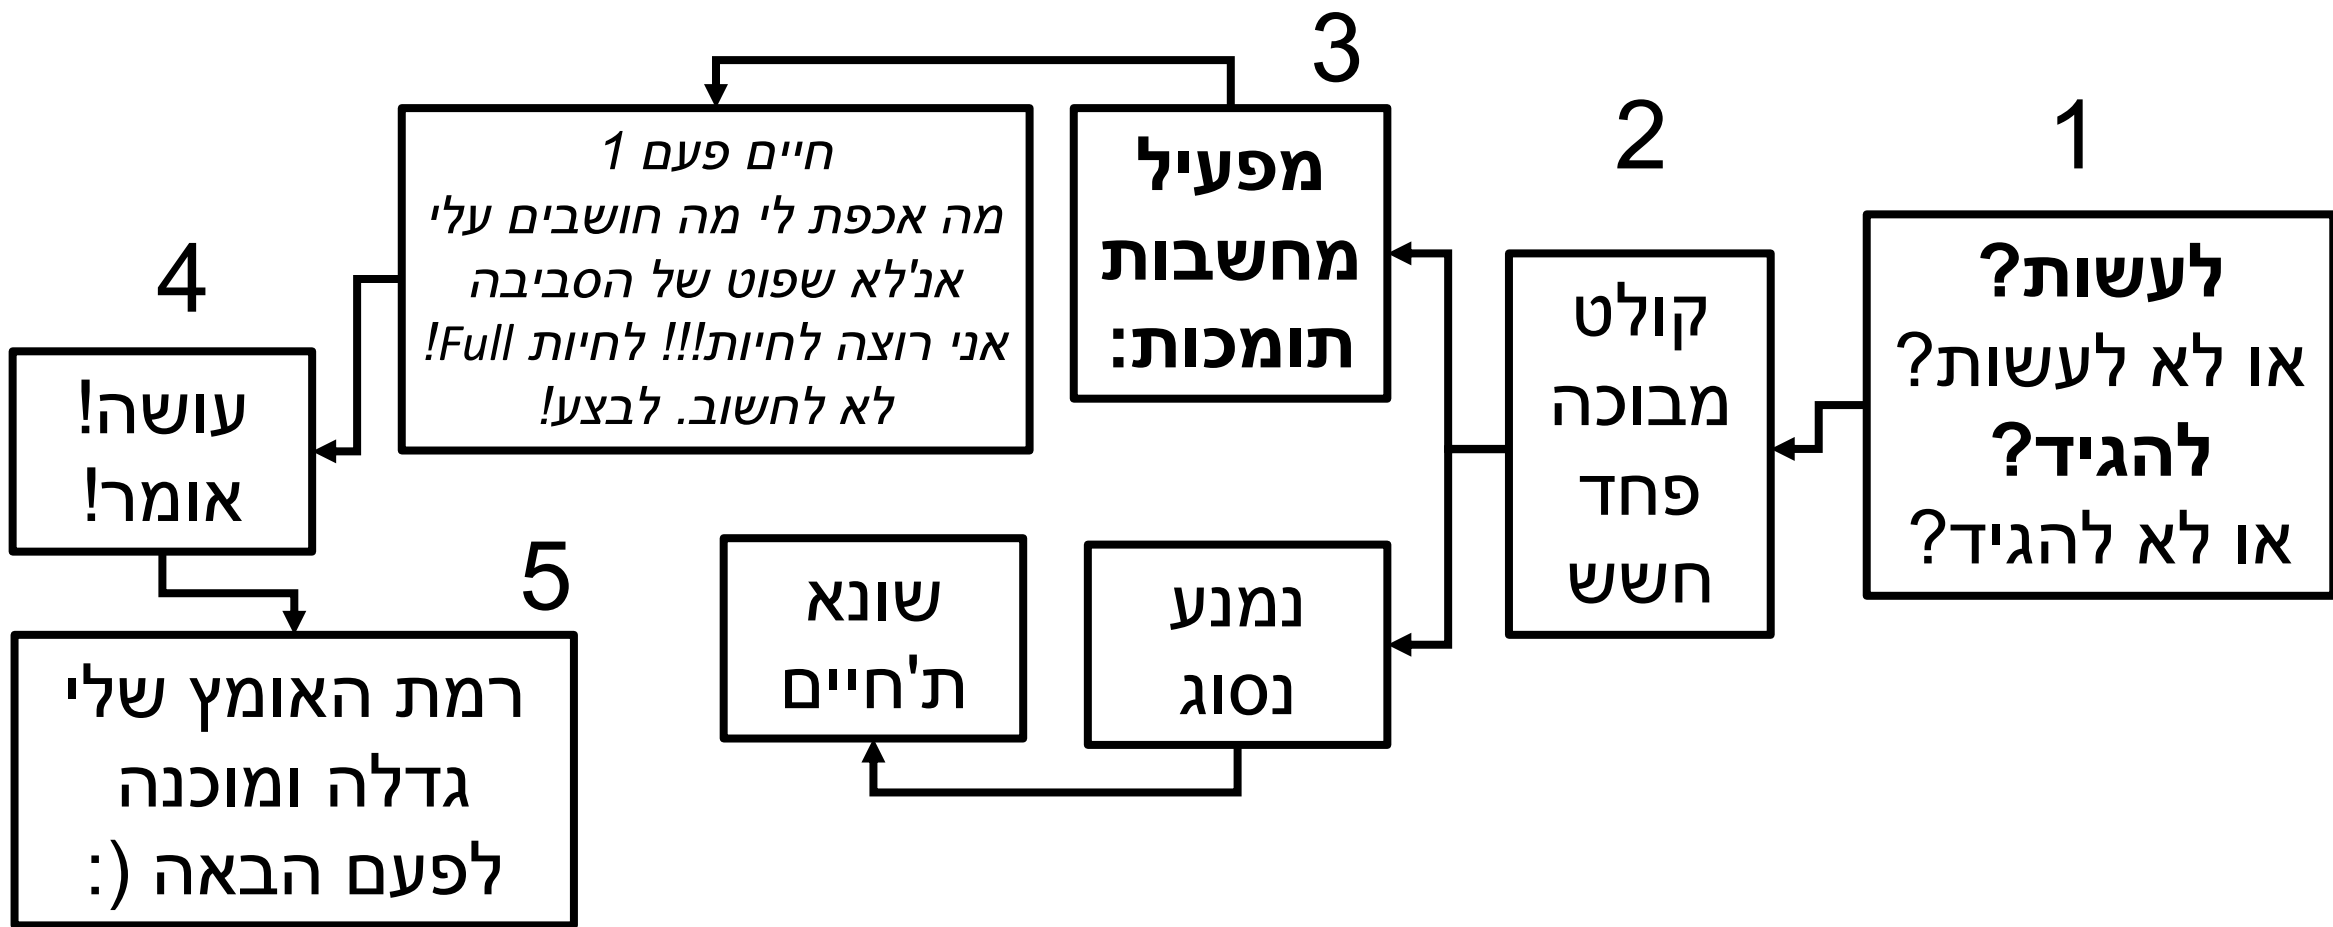 1
לעשות?
או לא לעשות?
להגיד?
או לא להגיד?
2
קולט
מבוכה
פחד
חשש
3
מפעיל
מחשבות
תומכות:
חיים פעם 1
מה אכפת לי מה חושבים עלי
אנ'לא שפוט של הסביבה
אני רוצה לחיות!!! לחיות Full!
לא לחשוב. לבצע!
4
עושה!
אומר!
5
רמת האומץ שלי
גדלה ומוכנה
לפעם הבאה (:
נמנע
נסוג
שונא
ת'חיים